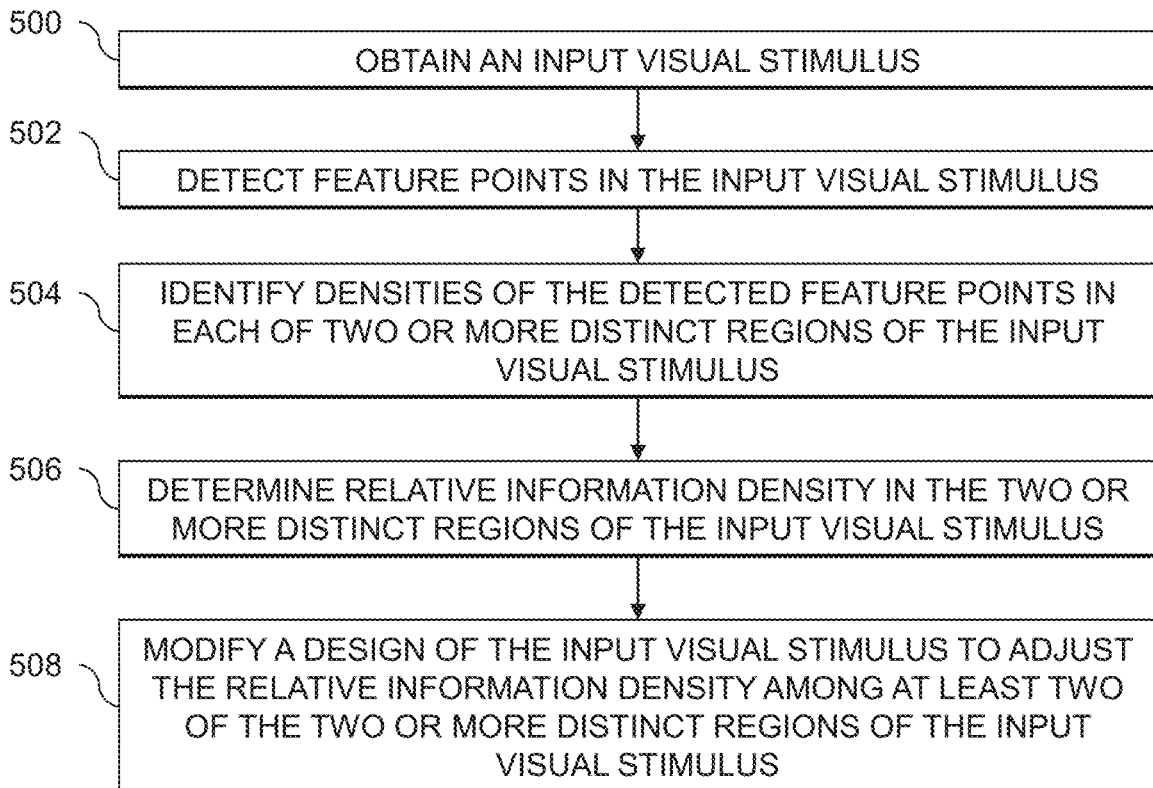 500
OBTAIN AN INPUT VISUAL STIMULUS
502
DETECT FEATURE POINTS IN THE INPUT VISUAL STIMULUS
504
IDENTIFY DENSITIES OF THE DETECTED FEATURE POINTS IN
EACH OF TWO OR MORE DISTINCT REGIONS OF THE INPUT
VISUAL STIMULUS
506
DETERMINE RELATIVE INFORMATION DENSITY IN THE TWO OR
MORE DISTINCT REGIONS OF THE INPUT VISUAL STIMULUS
508
MODIFY A DESIGN OF THE INPUT VISUAL STIMULUS TO ADJUST
THE RELATIVE INFORMATION DENSITY AMONG AT LEAST TWO
OF THE TWO OR MORE DISTINCT REGIONS OF THE INPUT
VISUAL STIMULUS